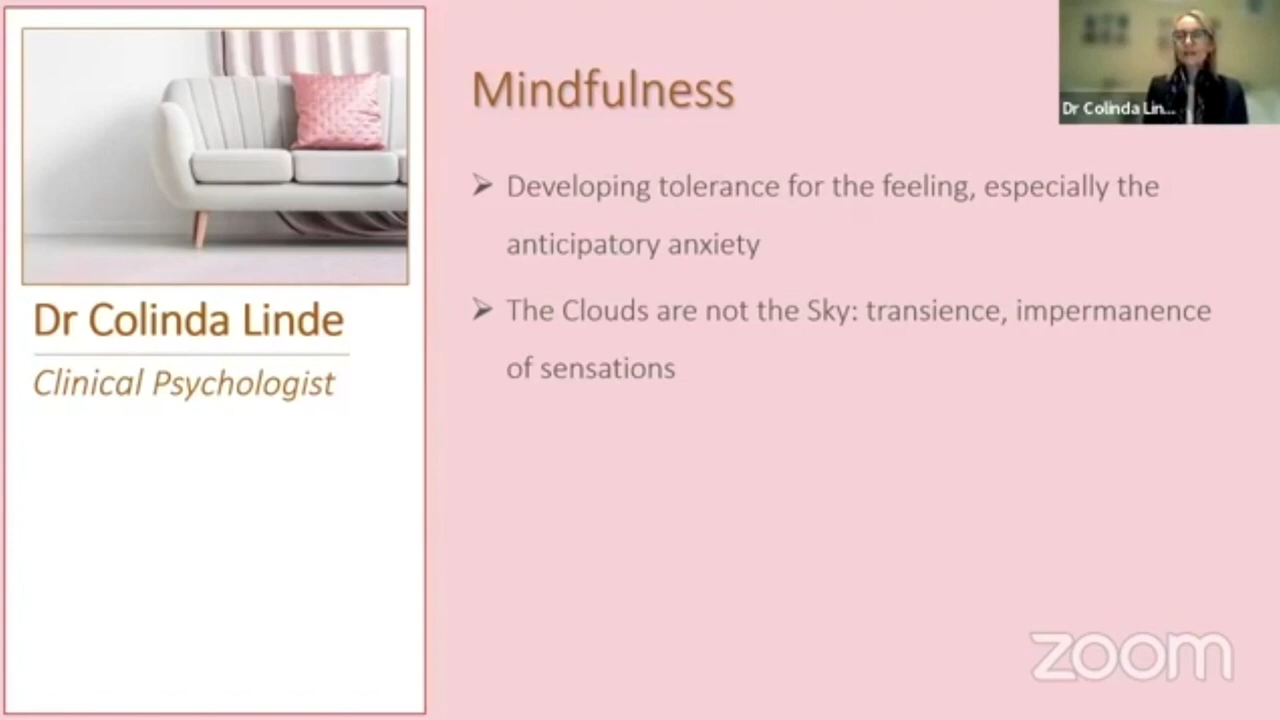 Dr Colinda Linde
Clinical Psychologist
Mindfulness
Developing tolerance for the feeling, especially the
anticipatory anxiety
The Clouds are not the Sky: transience, impermanence
of sensations
Dr Colinda Lin...
zoom